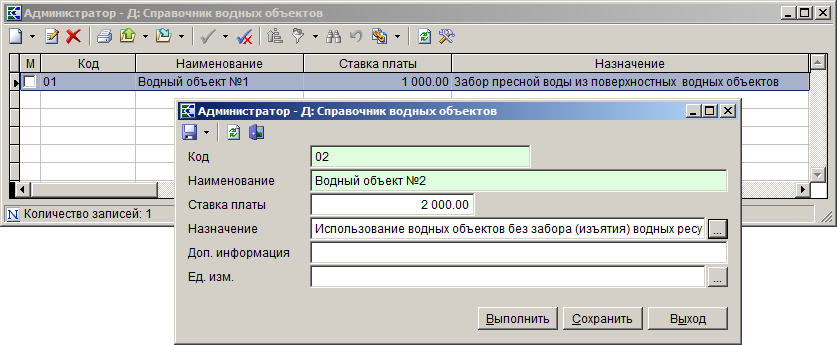 Администратор - Д: Справочник водных объектов
М Код Наименование Ставка платы Назначение
01 Водный объект №1 1 000.00 Забор пресной воды из поверхностных водных объектов
Администратор - Д: Справочник водных объектов
Код 02
Наименование Водный объект №2
Ставка платы 2 000.00
Назначение Использование водных объектов без забора (изъятия) водных ресу ...
Доп. информация
Ед. изм. ...
Выполнить Сохранить Выход
N Количество записей: 1